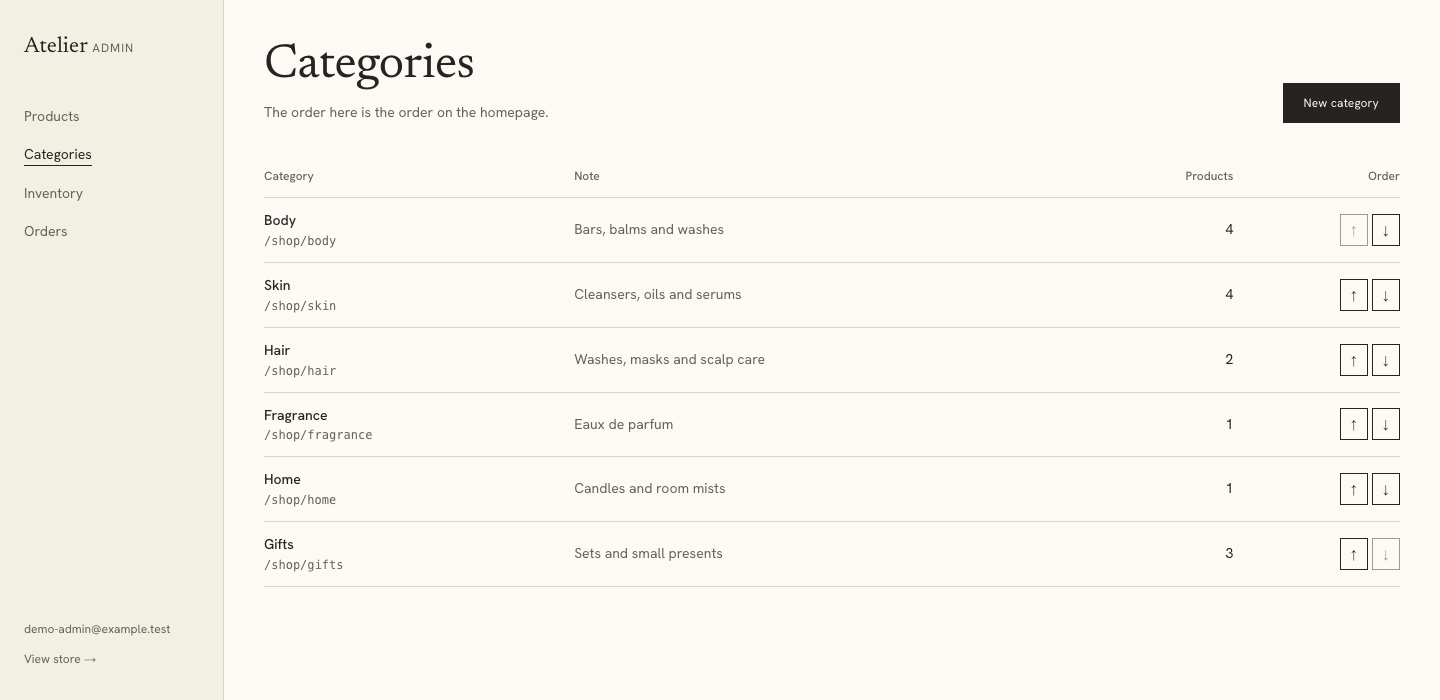 Atelier ADMIN
Products
Categories
Inventory
Orders
demo-admin@example.test
View store →
Categories
The order here is the order on the homepage.
New category
Category Note Products Order
Body
/shop/body
Bars, balms and washes 4 ↑ ↓
Skin
/shop/skin
Cleansers, oils and serums 4 ↑ ↓
Hair
/shop/hair
Washes, masks and scalp care 2 ↑ ↓
Fragrance
/shop/fragrance
Eaux de parfum 1 ↑ ↓
Home
/shop/home
Candles and room mists 1 ↑ ↓
Gifts
/shop/gifts
Sets and small presents 3 ↑ ↓